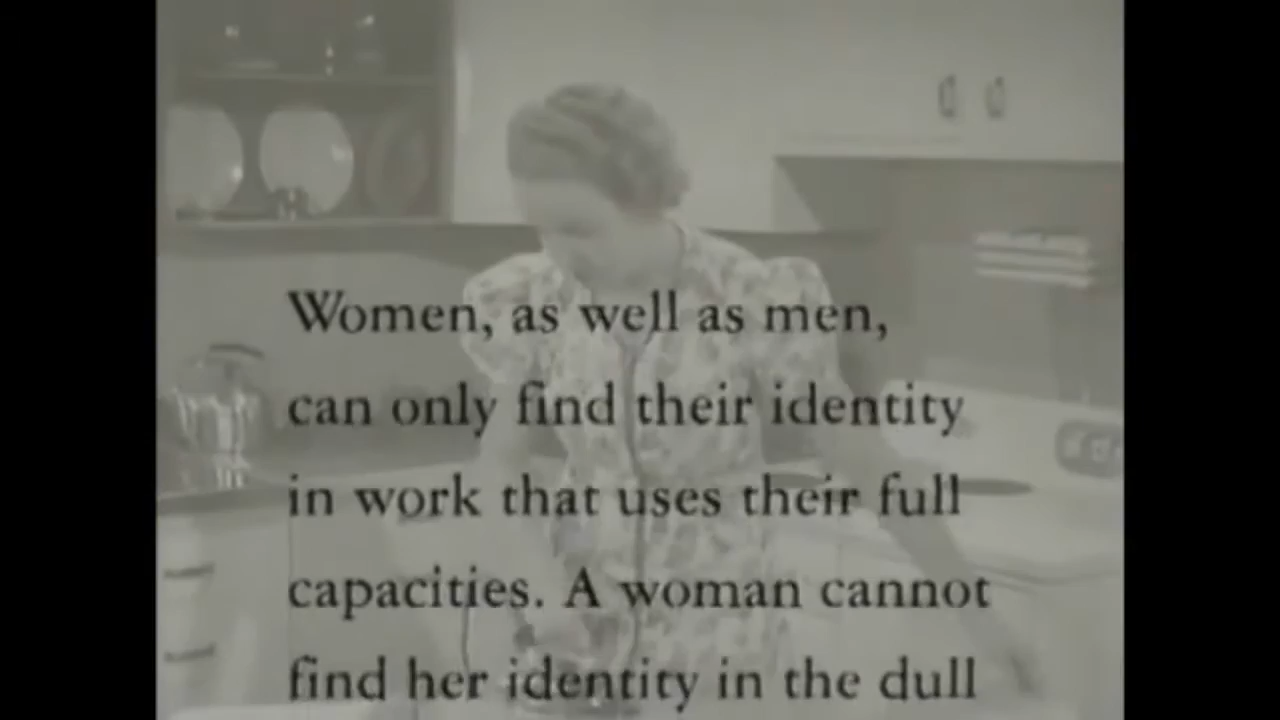 Women, as well as men,
can only find their identity
in work that uses their full
capacities. A woman cannot
find her identity in the dull